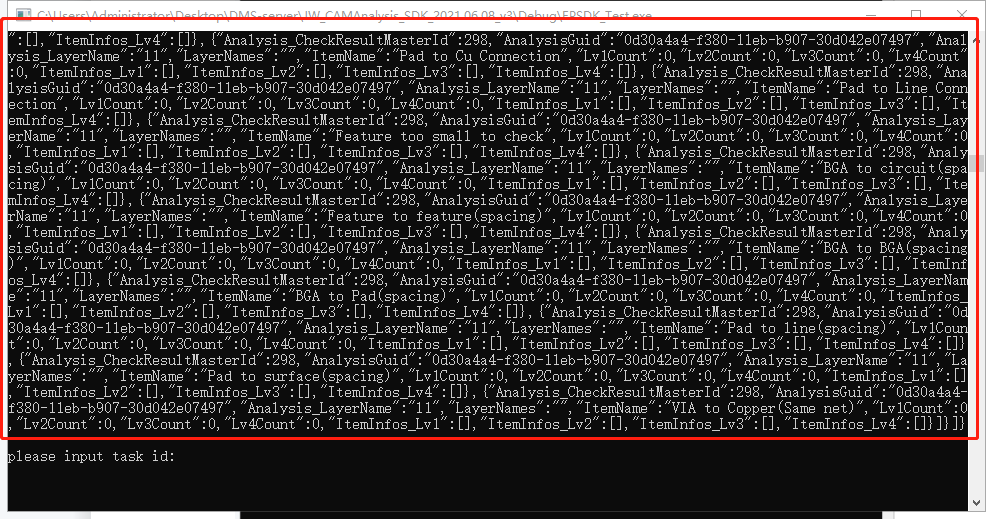 C:\Users\Administrator\Desktop\DMS-server\JW_CAMAnalysis_SDK_2021.06.08_v3\Debug\EPSDK_Test.exe
":[], "ItemInfos_Lv4":[]}, {"Analysis_CheckResultMasterId":298,"AnalysisGuid":"0d30a4a4-f380-11eb-b907-30d042e07497","Anal
ysis_LayerName":"11","LayerNames":"","ItemName":"Pad to Cu Connection","Lv1Count":0,"Lv2Count":0,"Lv3Count":0,"Lv4Count"
:0,"ItemInfos_Lv1":[],"ItemInfos_Lv2":[],"ItemInfos_Lv3":[],"ItemInfos_Lv4":[]}, {"Analysis_CheckResultMasterId":298,"Ana
lysisGuid":"0d30a4a4-f380-11eb-b907-30d042e07497","Analysis_LayerName":"11","LayerNames":"","ItemName":"Pad to Line Conn
ection","Lv1Count":0,"Lv2Count":0,"Lv3Count":0,"Lv4Count":0,"ItemInfos_Lv1":[],"ItemInfos_Lv2":[],"ItemInfos_Lv3":[],"It
emInfos_Lv4":[]}, {"Analysis_CheckResultMasterId":298,"AnalysisGuid":"0d30a4a4-f380-11eb-b907-30d042e07497","Analysis_Lay
erName":"11","LayerNames":"","ItemName":"Feature too small to check","Lv1Count":0,"Lv2Count":0,"Lv3Count":0,"Lv4Count":0
,"ItemInfos_Lv1":[],"ItemInfos_Lv2":[],"ItemInfos_Lv3":[],"ItemInfos_Lv4":[]}, {"Analysis_CheckResultMasterId":298,"Analy
sisGuid":"0d30a4a4-f380-11eb-b907-30d042e07497","Analysis_LayerName":"11","LayerNames":"","ItemName":"BGA to circuit(spa
cing)","Lv1Count":0,"Lv2Count":0,"Lv3Count":0,"Lv4Count":0,"ItemInfos_Lv1":[],"ItemInfos_Lv2":[],"ItemInfos_Lv3":[],"Ite
mInfos_Lv4":[]}, {"Analysis_CheckResultMasterId":298,"AnalysisGuid":"0d30a4a4-f380-11eb-b907-30d042e07497","Analysis_Laye
rName":"11","LayerNames":"","ItemName":"Feature to feature(spacing)","Lv1Count":0,"Lv2Count":0,"Lv3Count":0,"Lv4Count":0
,"ItemInfos_Lv1":[],"ItemInfos_Lv2":[],"ItemInfos_Lv3":[],"ItemInfos_Lv4":[]}, {"Analysis_CheckResultMasterId":298,"Analy
sisGuid":"0d30a4a4-f380-11eb-b907-30d042e07497","Analysis_LayerName":"11","LayerNames":"","ItemName":"BGA to BGA(spacing
)","Lv1Count":0,"Lv2Count":0,"Lv3Count":0,"Lv4Count":0,"ItemInfos_Lv1":[],"ItemInfos_Lv2":[],"ItemInfos_Lv3":[],"ItemInf
os_Lv4":[]}, {"Analysis_CheckResultMasterId":298,"AnalysisGuid":"0d30a4a4-f380-11eb-b907-30d042e07497","Analysis_LayerNam
e":"11","LayerNames":"","ItemName":"BGA to Pad(spacing)","Lv1Count":0,"Lv2Count":0,"Lv3Count":0,"Lv4Count":0,"ItemInfos_
Lv1":[],"ItemInfos_Lv2":[],"ItemInfos_Lv3":[],"ItemInfos_Lv4":[]}, {"Analysis_CheckResultMasterId":298,"AnalysisGuid":"0d
30a4a4-f380-11eb-b907-30d042e07497","Analysis_LayerName":"11","LayerNames":"","ItemName":"Pad to line(spacing)","Lv1Coun
t":0,"Lv2Count":0,"Lv3Count":0,"Lv4Count":0,"ItemInfos_Lv1":[],"ItemInfos_Lv2":[],"ItemInfos_Lv3":[],"ItemInfos_Lv4":[]}
, {"Analysis_CheckResultMasterId":298,"AnalysisGuid":"0d30a4a4-f380-11eb-b907-30d042e07497","Analysis_LayerName":"11","La
yerNames":"","ItemName":"Pad to surface(spacing)","Lv1Count":0,"Lv2Count":0,"Lv3Count":0,"Lv4Count":0,"ItemInfos_Lv1":[]
,"ItemInfos_Lv2":[],"ItemInfos_Lv3":[],"ItemInfos_Lv4":[]}, {"Analysis_CheckResultMasterId":298,"AnalysisGuid":"0d30a4a4-
f380-11eb-b907-30d042e07497","Analysis_LayerName":"11","LayerNames":"","ItemName":"VIA to Copper(Same net)","Lv1Count":0
,"Lv2Count":0,"Lv3Count":0,"Lv4Count":0,"ItemInfos_Lv1":[],"ItemInfos_Lv2":[],"ItemInfos_Lv3":[],"ItemInfos_Lv4":[]}]}]}
please input task id: